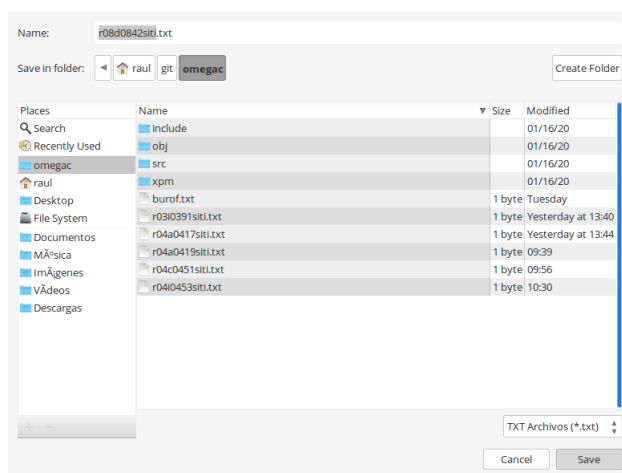 Name: r08d0842siti.txt
Save in folder: raul git omegac Create Folder
Places Name Size Modified
Search include 01/16/20
Recently Used obj 01/16/20
omegac src 01/16/20
raul xpm 01/16/20
Desktop burof.txt 1 byte Tuesday
File System r03i0391siti.txt 1 byte Yesterday at 13:40
Documentos r04a0417siti.txt 1 byte Yesterday at 13:44
MÃºsica r04a0419siti.txt 1 byte 09:39
ImÃ¡genes r04c0451siti.txt 1 byte 09:56
VÃ­deos r04i0453siti.txt 1 byte 10:30
Descargas
TXT Archivos (*.txt)
Cancel Save